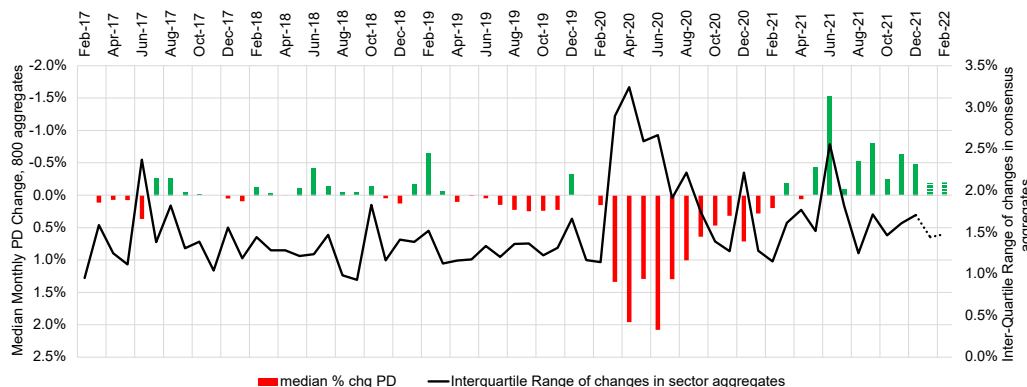 Feb-17
Apr-17
Jun-17
Aug-17
Oct-17
Dec-17
Feb-18
Apr-18
Jun-18
Aug-18
Oct-18
Dec-18
Feb-19
Apr-19
Jun-19
Aug-19
Oct-19
Dec-19
Feb-20
Apr-20
Jun-20
Aug-20
Oct-20
Dec-20
Feb-21
Apr-21
Jun-21
Aug-21
Oct-21
Dec-21
Feb-22
Median Monthly PD Change, 800 aggregates
-2.0%
-1.5%
-1.0%
-0.5%
0.0%
0.5%
1.0%
1.5%
2.0%
2.5%
3.5%
3.0%
2.5%
2.0%
1.5%
1.0%
0.5%
0.0%
Inter-Quartile Range of changes in consensus
aggregates
median % chg PD
Interquartile Range of changes in sector aggregates